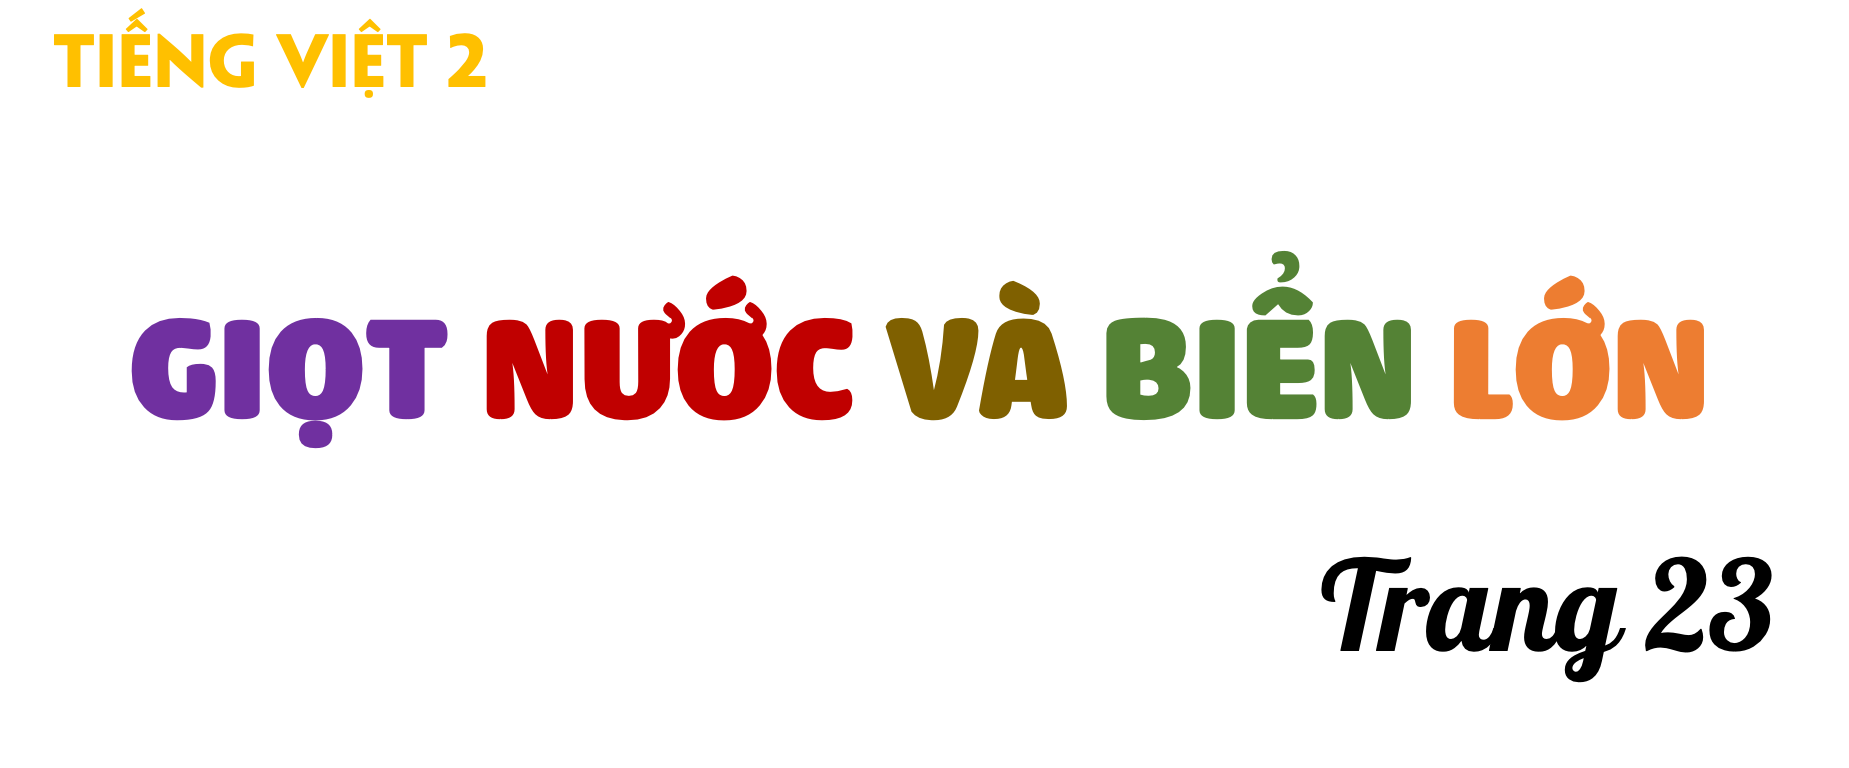 TIẾNG VIỆT 2
GIỌT NƯỚC VÀ BIỂN LỚN
Trang 23